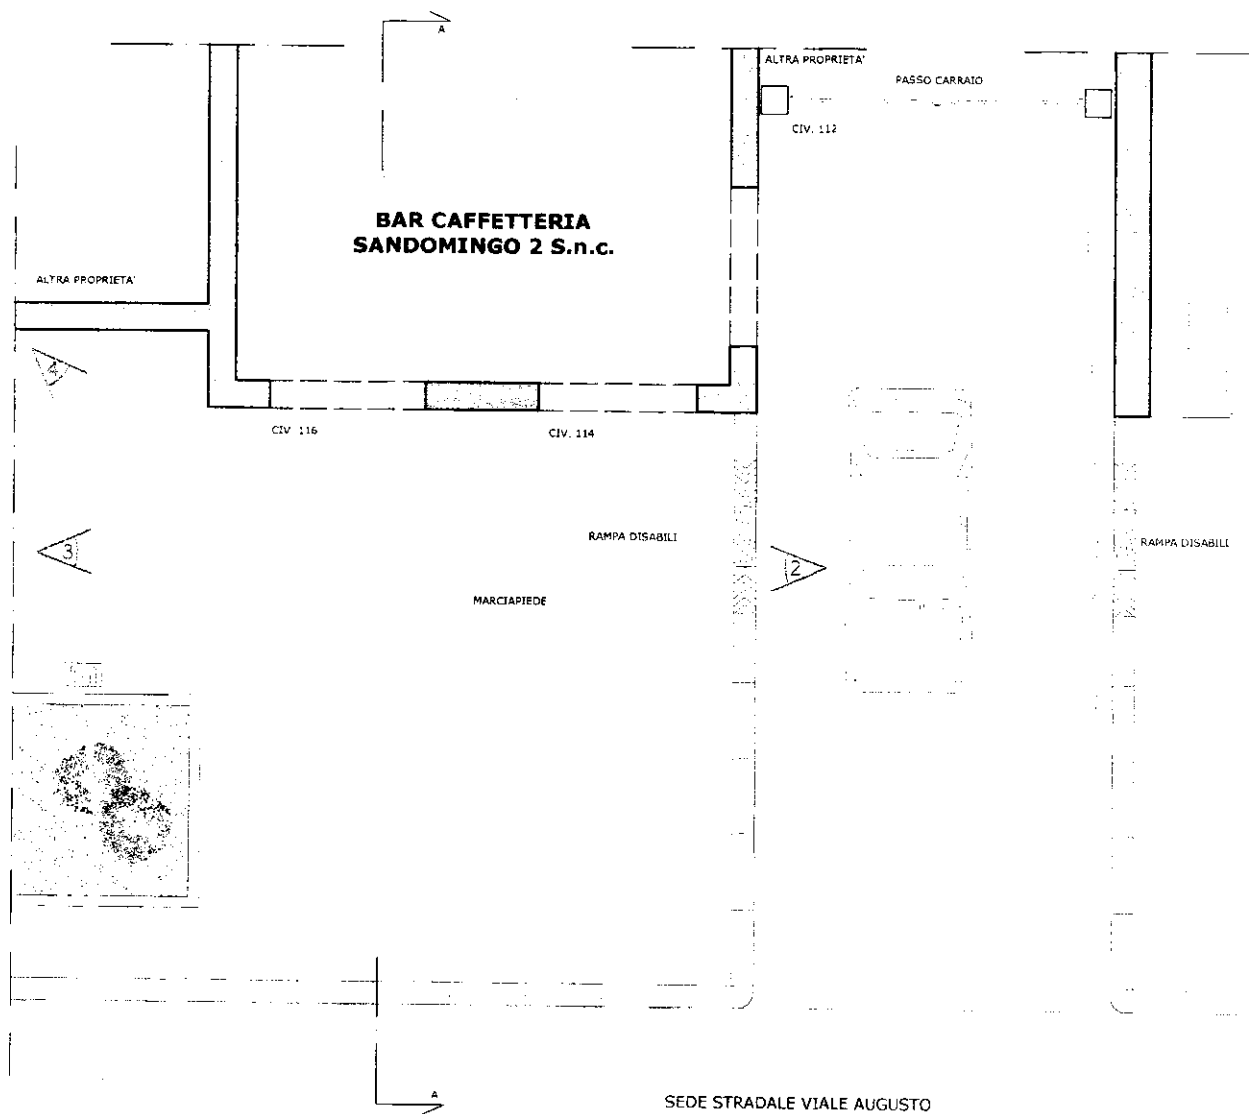 A
ALTRA PROPRIETA'
PASSO CARRAIO
CIV. 112
BAR CAFFETTERIA
SANDOMINGO 2 S.n.c.
ALTRA PROPRIETA'
4
CIV. 116
CIV. 114
RAMPA DISABILI
RAMPA DISABILI
3
2
MARCIAPIEDE
A
SEDE STRADALE VIALE AUGUSTO